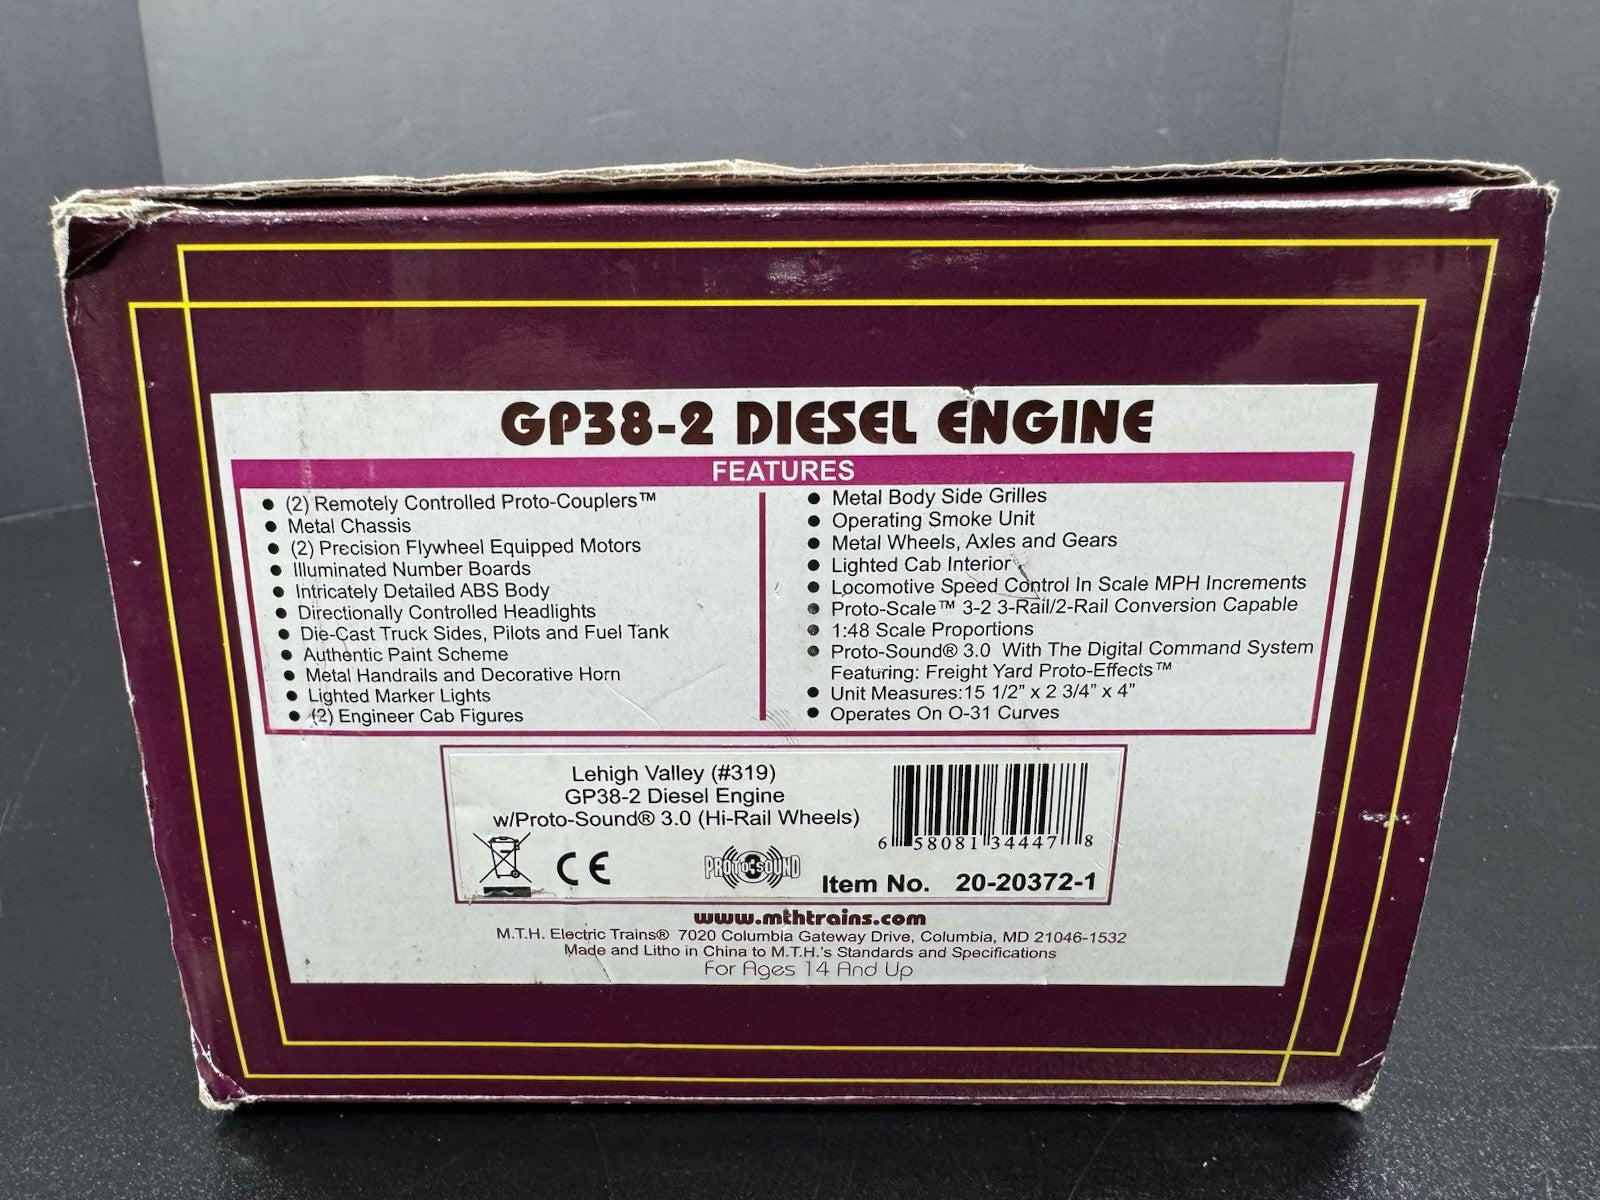 GP38-2 DIESEL ENGINE
FEATURES
● (2) Remotely Controlled Proto-Couplers™
● Metal Chassis
● (2) Precision Flywheel Equipped Motors
● Illuminated Number Boards
● Intricately Detailed ABS Body
● Directionally Controlled Headlights
● Die-Cast Truck Sides, Pilots and Fuel Tank
● Authentic Paint Scheme
● Metal Handrails and Decorative Horn
● Lighted Marker Lights
● (2) Engineer Cab Figures
● Metal Body Side Grilles
● Operating Smoke Unit
● Metal Wheels, Axles and Gears
● Lighted Cab Interior
● Locomotive Speed Control In Scale MPH Increments
● Proto-Scale™ 3-2 3-Rail/2-Rail Conversion Capable
● 1:48 Scale Proportions
● Proto-Sound® 3.0 With The Digital Command System
Featuring: Freight Yard Proto-Effects™
● Unit Measures:15 1/2” x 2 3/4” x 4”
● Operates On O-31 Curves
Lehigh Valley (#319)
GP38-2 Diesel Engine
w/Proto-Sound® 3.0 (Hi-Rail Wheels)
6 58081 34447 8
CE
PROTO-SOUND 3
Item No. 20-20372-1
www.mthtrains.com
M.T.H. Electric Trains® 7020 Columbia Gateway Drive, Columbia, MD 21046-1532
Made and Litho in China to M.T.H.'s Standards and Specifications
For Ages 14 And Up